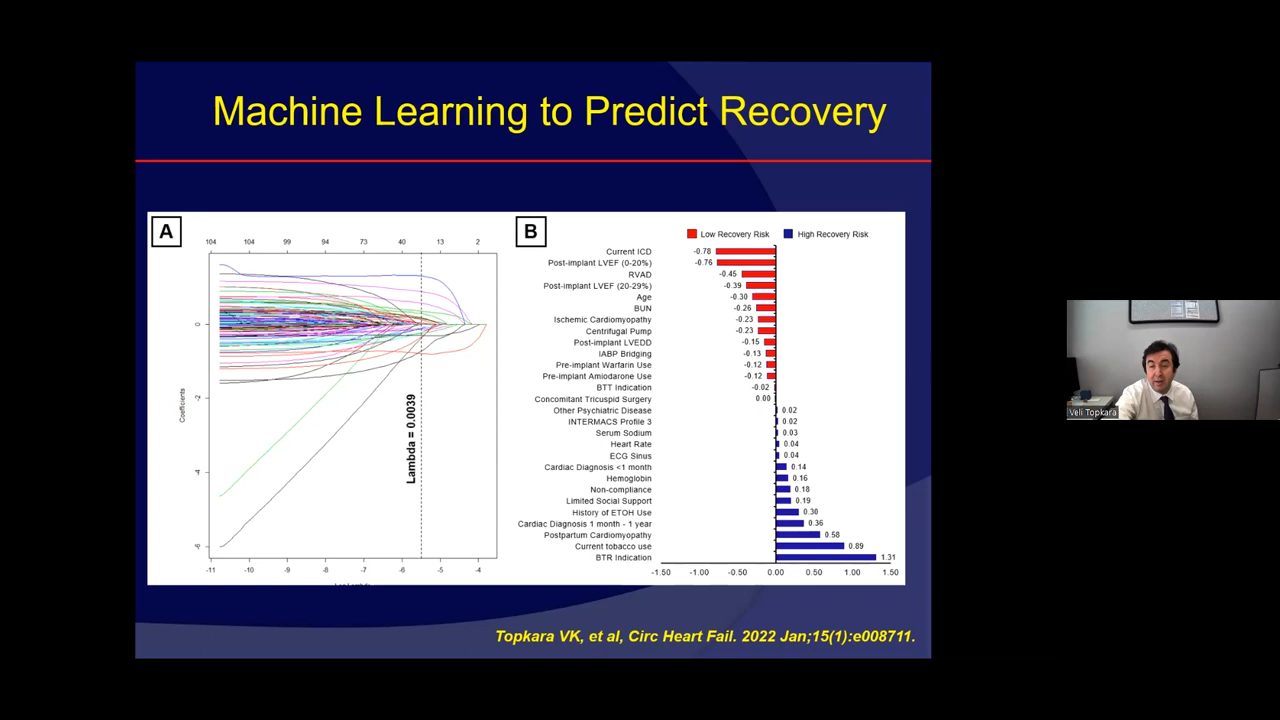 Machine Learning to Predict Recovery
A
104 104 99 94 73 40 13 2
0
-2
-4
-6
Coefficients
Lambda = 0.0039
-11 -10 -9 -8 -7 -6 -5 -4
B
Low Recovery Risk High Recovery Risk
Current ICD -0.78
Post-implant LVEF (0-20%) -0.76
RVAD -0.45
Post-implant LVEF (20-29%) -0.39
Age -0.30
BUN -0.26
Ischemic Cardiomyopathy -0.23
Centrifugal Pump -0.23
Post-implant LVEDD -0.15
IABP Bridging -0.13
Pre-implant Warfarin Use -0.12
Pre-implant Amiodarone Use -0.12
BTT Indication -0.02
Concomitant Tricuspid Surgery 0.00
Other Psychiatric Disease 0.02
INTERMACS Profile 3 0.02
Serum Sodium 0.03
Heart Rate 0.04
ECG Sinus 0.04
Cardiac Diagnosis <1 month 0.14
Hemoglobin 0.16
Non-compliance 0.18
Limited Social Support 0.19
History of ETOH Use 0.30
Cardiac Diagnosis 1 month - 1 year 0.36
Postpartum Cardiomyopathy 0.58
Current tobacco use 0.89
BTR Indication 1.31
-1.50 -1.00 -0.50 0.00 0.50 1.00 1.50
Topkara VK, et al, Circ Heart Fail. 2022 Jan;15(1):e008711.
Veli Topkara